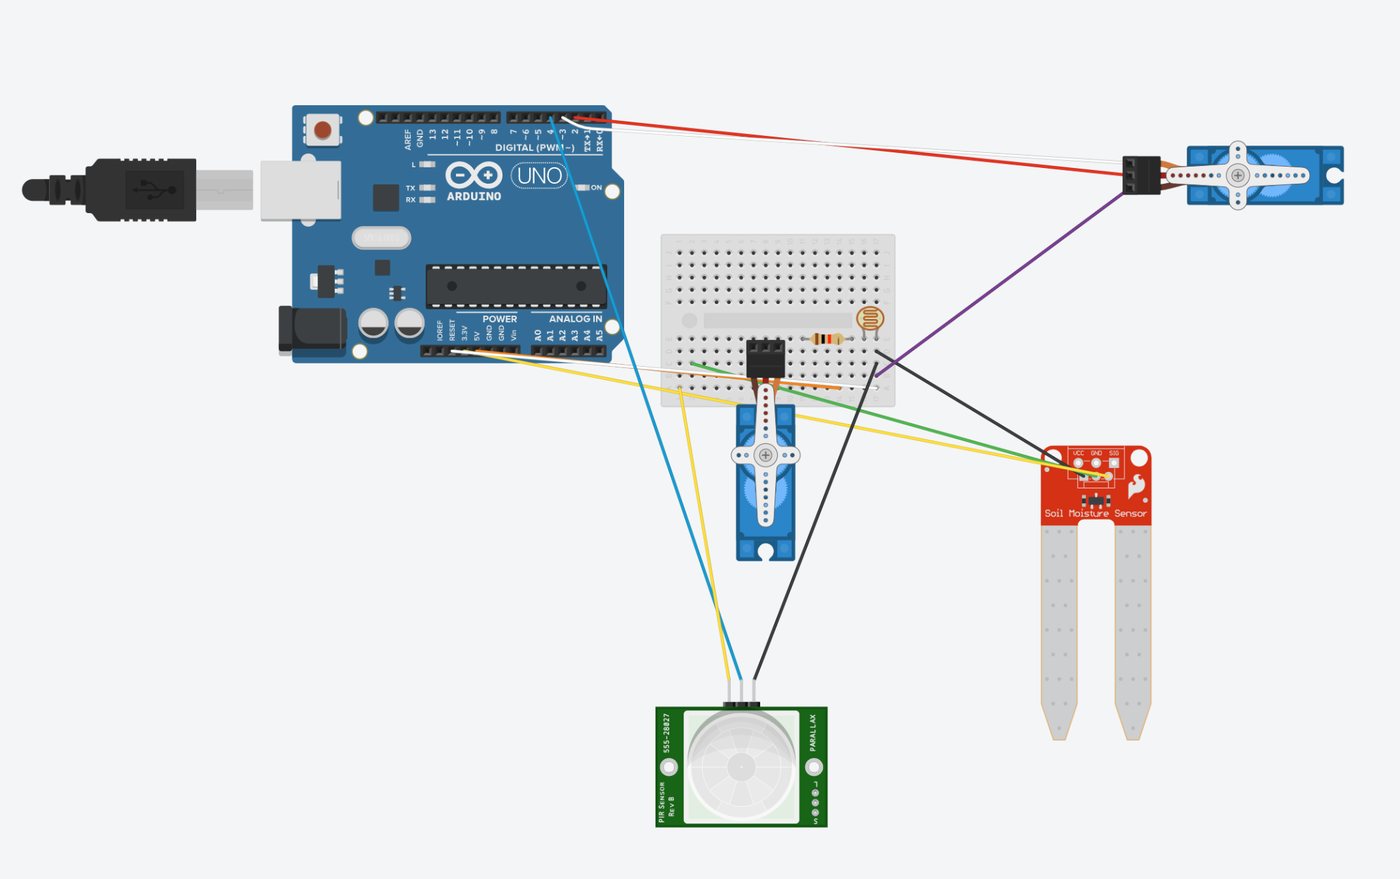 AREF
GND
13
12
~11
~10
~9
8
7
~6
~5
4
~3
2
TX→1
RX←0
DIGITAL (PWM~)
L
TX
RX
ARDUINO
UNO
ON
POWER
ANALOG IN
IOREF
RESET
3.3V
5V
GND
GND
Vin
A0
A1
A2
A3
A4
A5
VCC GND SIG
Soil Moisture Sensor
555-28027
PIR SENSOR
REV B
PARALLAX
L
S